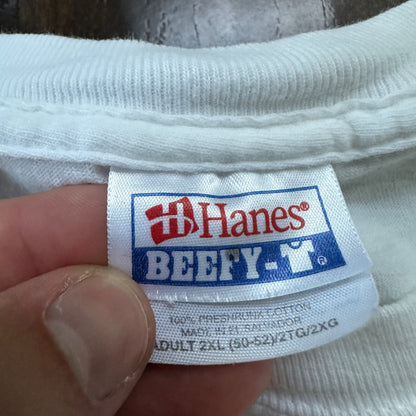 Hanes®
BEEFY-T®
100% PRESHRUNK COTTON
MADE IN EL SALVADOR
ADULT 2XL (50-52)/2TG/2XG